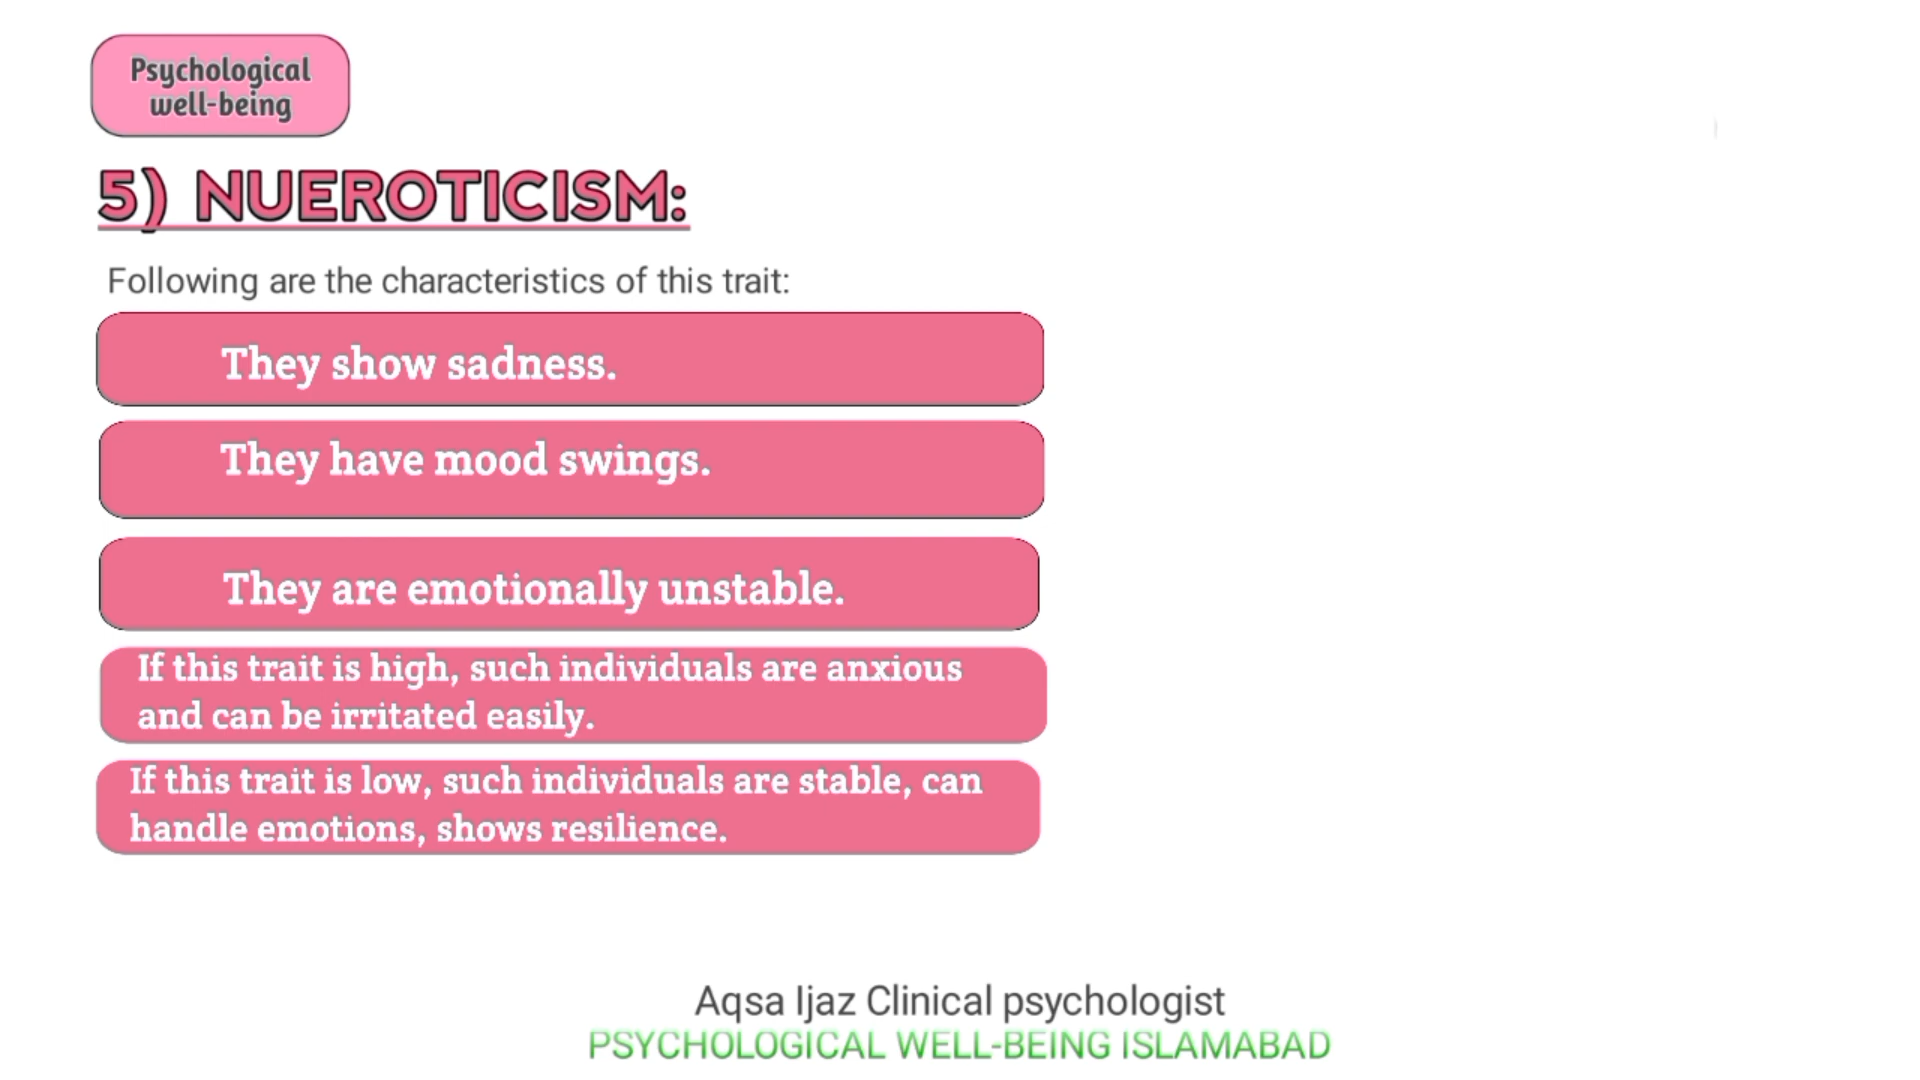 Psychological
well-being
5) NUEROTICISM:
Following are the characteristics of this trait:
They show sadness.
They have mood swings.
They are emotionally unstable.
If this trait is high, such individuals are anxious
and can be irritated easily.
If this trait is low, such individuals are stable, can
handle emotions, shows resilience.
Aqsa Ijaz Clinical psychologist
PSYCHOLOGICAL WELL-BEING ISLAMABAD